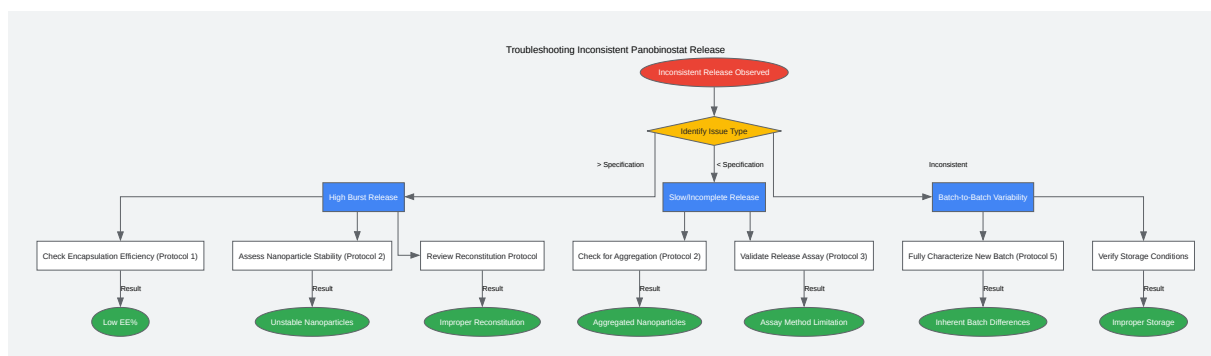 Troubleshooting Inconsistent Panobinostat Release
Inconsistent Release Observed
Identify Issue Type
> Specification
< Specification
Inconsistent
High Burst Release
Slow/Incomplete Release
Batch-to-Batch Variability
Check Encapsulation Efficiency (Protocol 1)
Assess Nanoparticle Stability (Protocol 2)
Review Reconstitution Protocol
Check for Aggregation (Protocol 2)
Validate Release Assay (Protocol 3)
Fully Characterize New Batch (Protocol 5)
Verify Storage Conditions
Result
Result
Result
Result
Result
Result
Result
Low EE%
Unstable Nanoparticles
Improper Reconstitution
Aggregated Nanoparticles
Assay Method Limitation
Inherent Batch Differences
Improper Storage